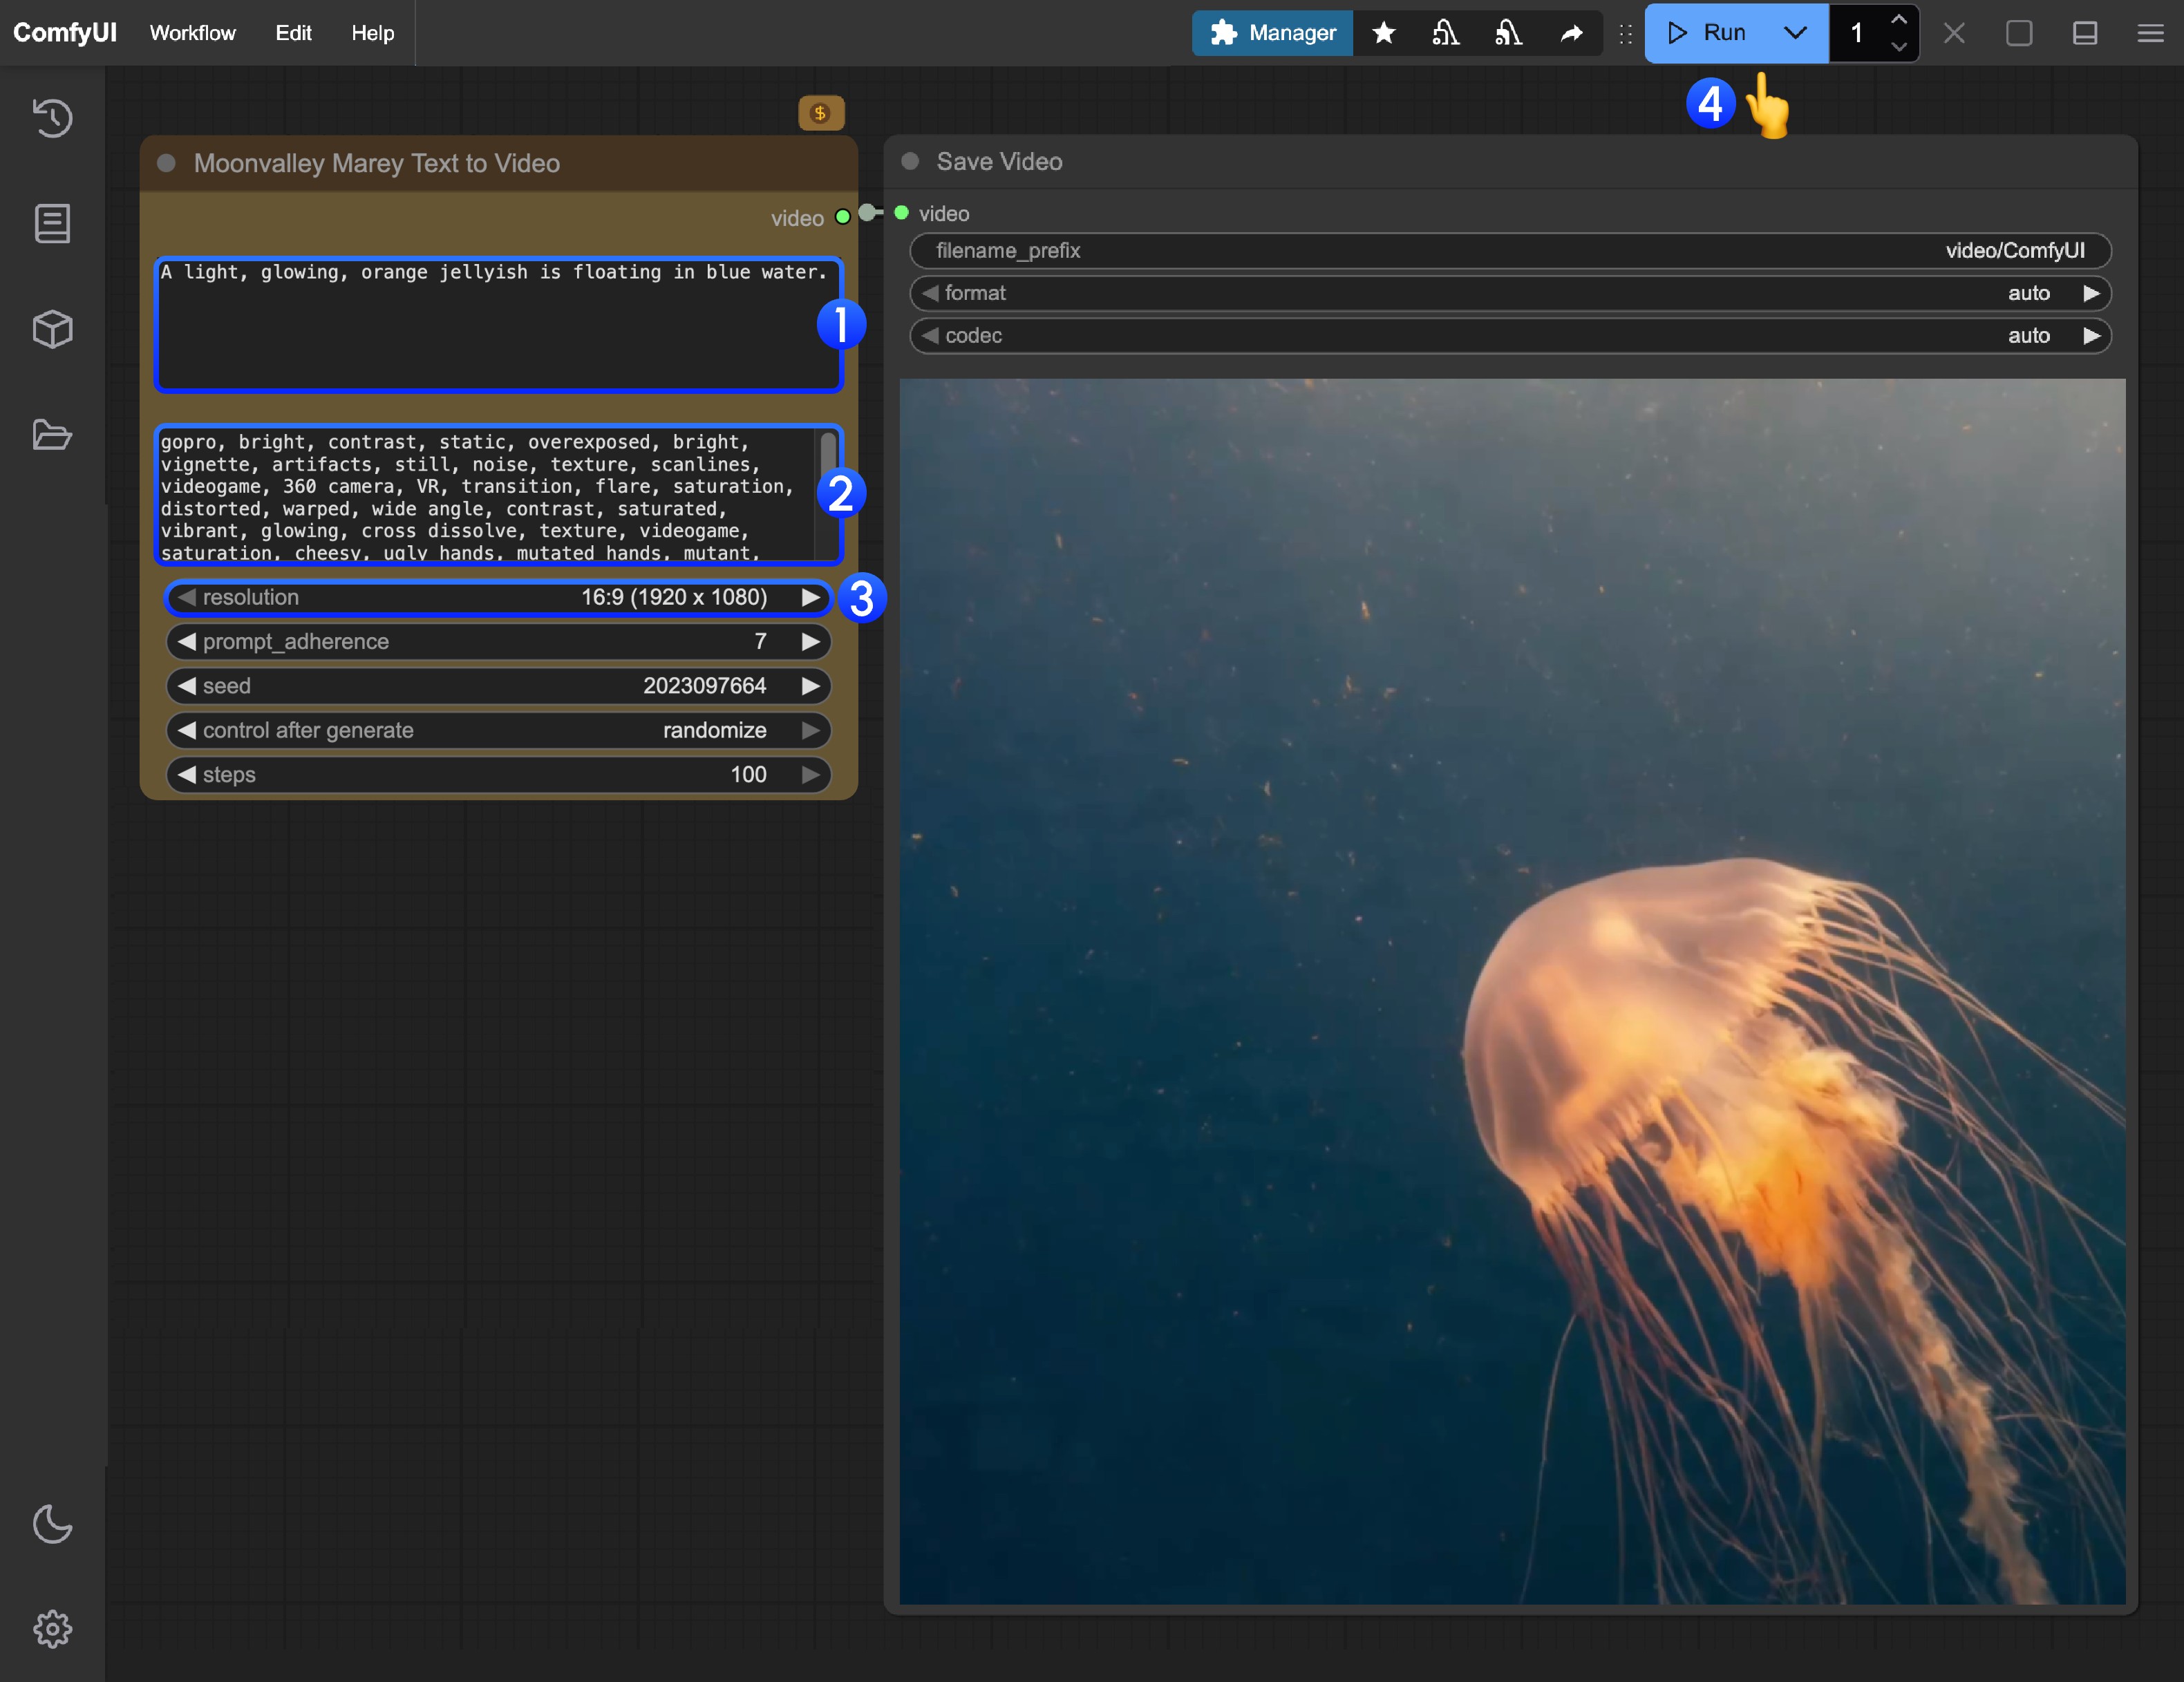 ComfyUI Workflow Edit Help Manager Run 1
4
Moonvalley Marey Text to Video
video
A light, glowing, orange jellyish is floating in blue water.
1
gopro, bright, contrast, static, overexposed, bright,
vignette, artifacts, still, noise, texture, scanlines,
videogame, 360 camera, VR, transition, flare, saturation,
distorted, warped, wide angle, contrast, saturated,
vibrant, glowing, cross dissolve, texture, videogame,
saturation, cheesy, ugly hands, mutated hands, mutant,
2
resolution 16:9 (1920 x 1080)
3
prompt_adherence 7
seed 2023097664
control after generate randomize
steps 100
Save Video
video
filename_prefix video/ComfyUI
format auto
codec auto